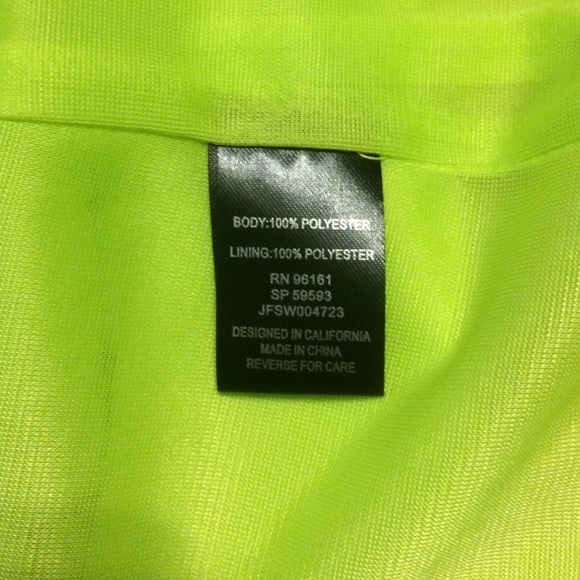 BODY:100% POLYESTER
LINING:100% POLYESTER
RN 96161
SP 59593
JFSW004723
DESIGNED IN CALIFORNIA
MADE IN CHINA
REVERSE FOR CARE